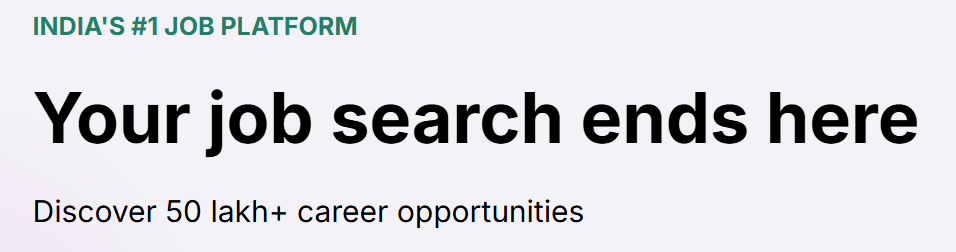 INDIA'S #1 JOB PLATFORM
Your job search ends here
Discover 50 lakh+ career opportunities